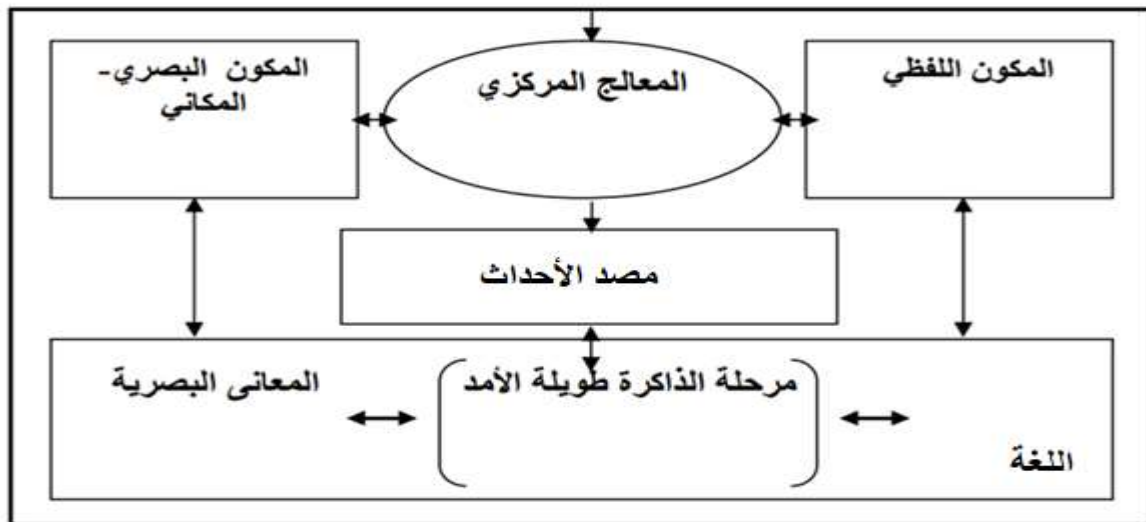 المكون اللفظي
المعالج المركزي
المكون البصري-
المكاني
مصد الأحداث
مرحلة الذاكرة طويلة الأمد
المعانى البصرية
اللغة